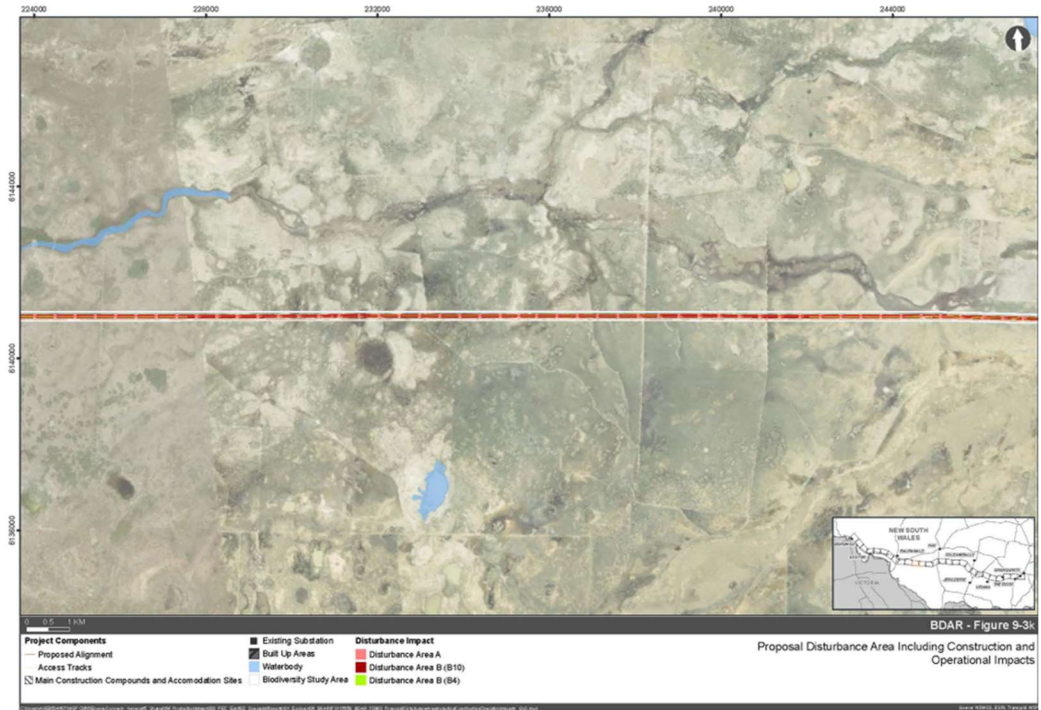 224000
228000
232000
236000
240000
244000
6144000
6140000
6136000
NEW SOUTH
WALES
VICTORIA
0 0.5 1 KM
BDAR - Figure 9-3k
Project Components
Proposed Alignment
Access Tracks
Main Construction Compounds and Accomodation Sites
Existing Substation
Built Up Areas
Waterbody
Biodiversity Study Area
Disturbance Impact
Disturbance Area A
Disturbance Area B (B10)
Disturbance Area B (B4)
Proposal Disturbance Area Including Construction and
Operational Impacts